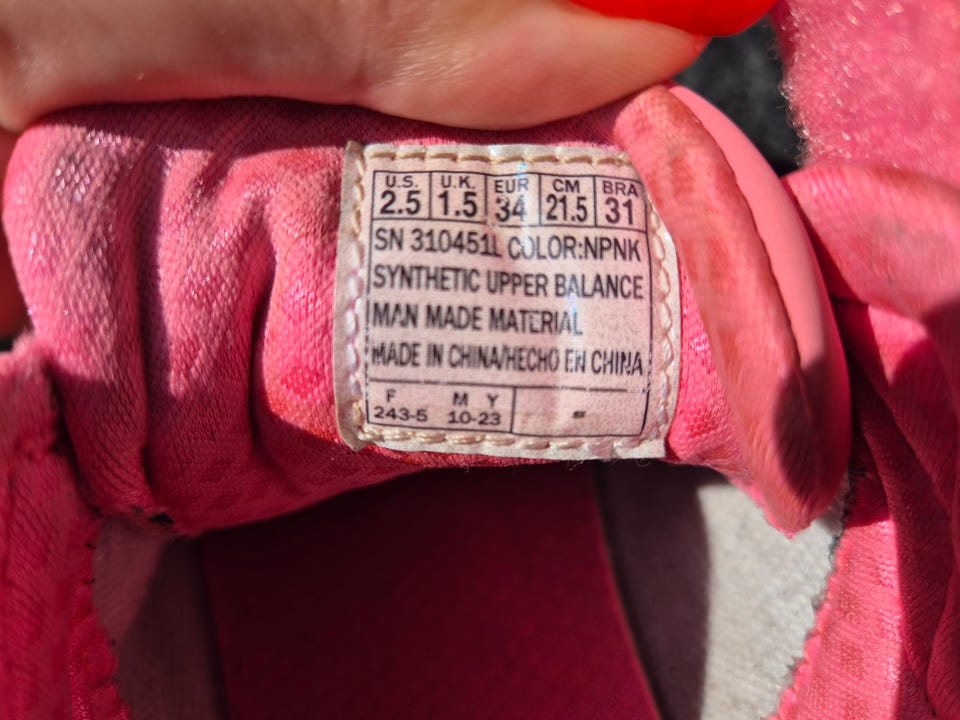 U.S. U.K. EUR CM BRA
2.5 1.5 34 21.5 31
SN 310451L COLOR:NPNK
SYNTHETIC UPPER BALANCE
MAN MADE MATERIAL
MADE IN CHINA/HECHO EN CHINA
F M Y
243-5 10-23 -